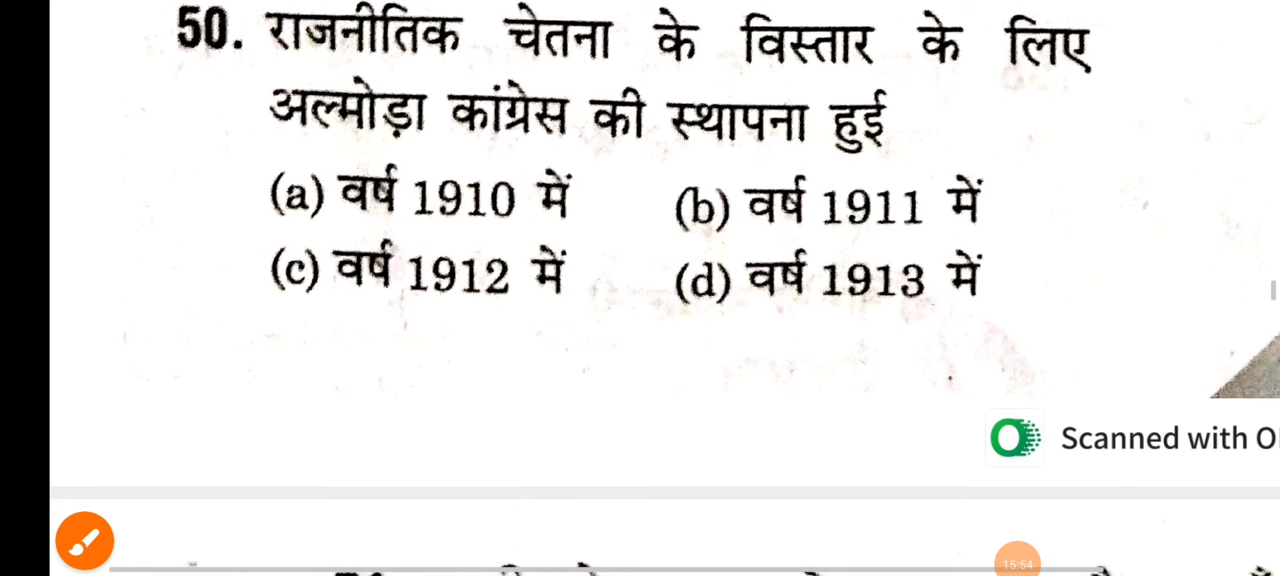 50. राजनीतिक चेतना के विस्तार के लिए
अल्मोड़ा कांग्रेस की स्थापना हुई
(a) वर्ष 1910 में (b) वर्ष 1911 में
(c) वर्ष 1912 में (d) वर्ष 1913 में
Scanned with
15:54